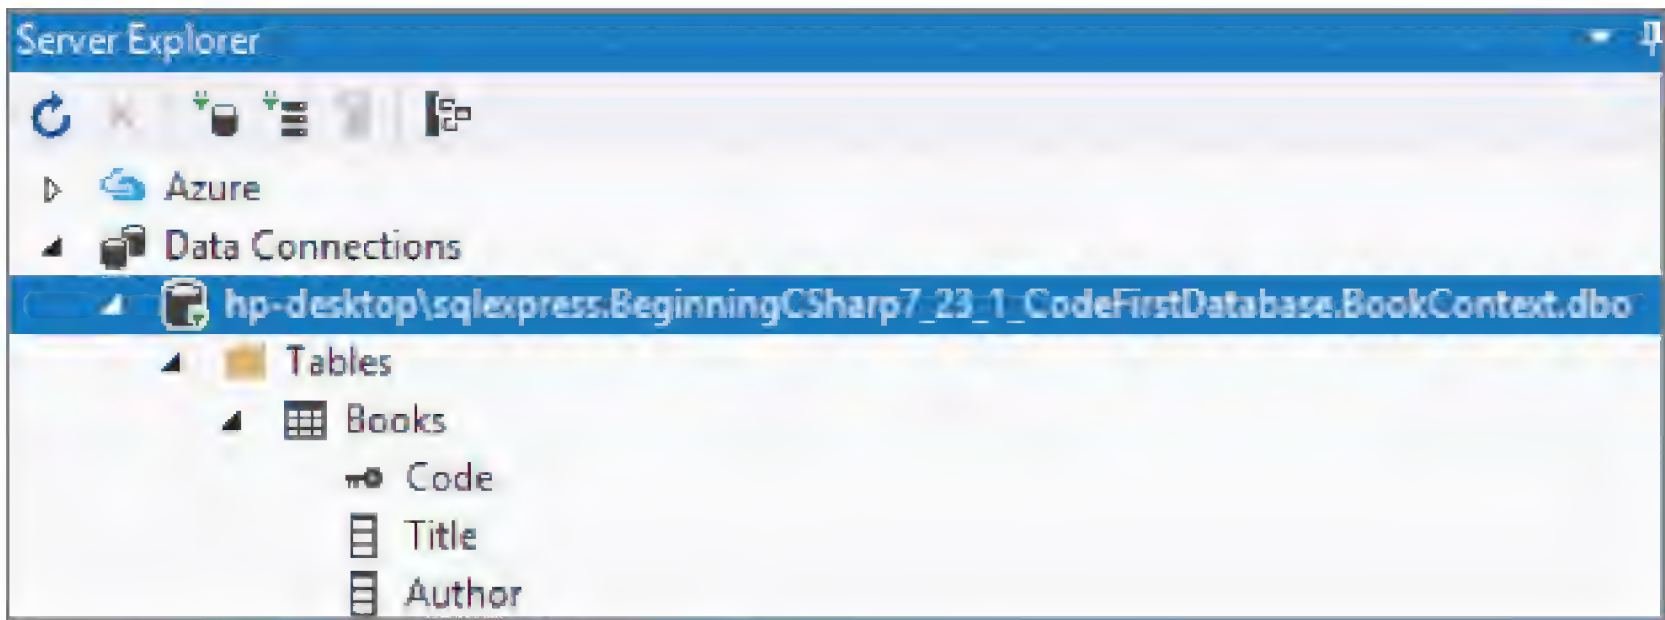 Server Explorer
Azure
Data Connections
hp-desktop\sqlexpress.BeginningCSharp7_23_1_CodeFirstDatabase.BookContext.dbo
Tables
Books
Code
Title
Author